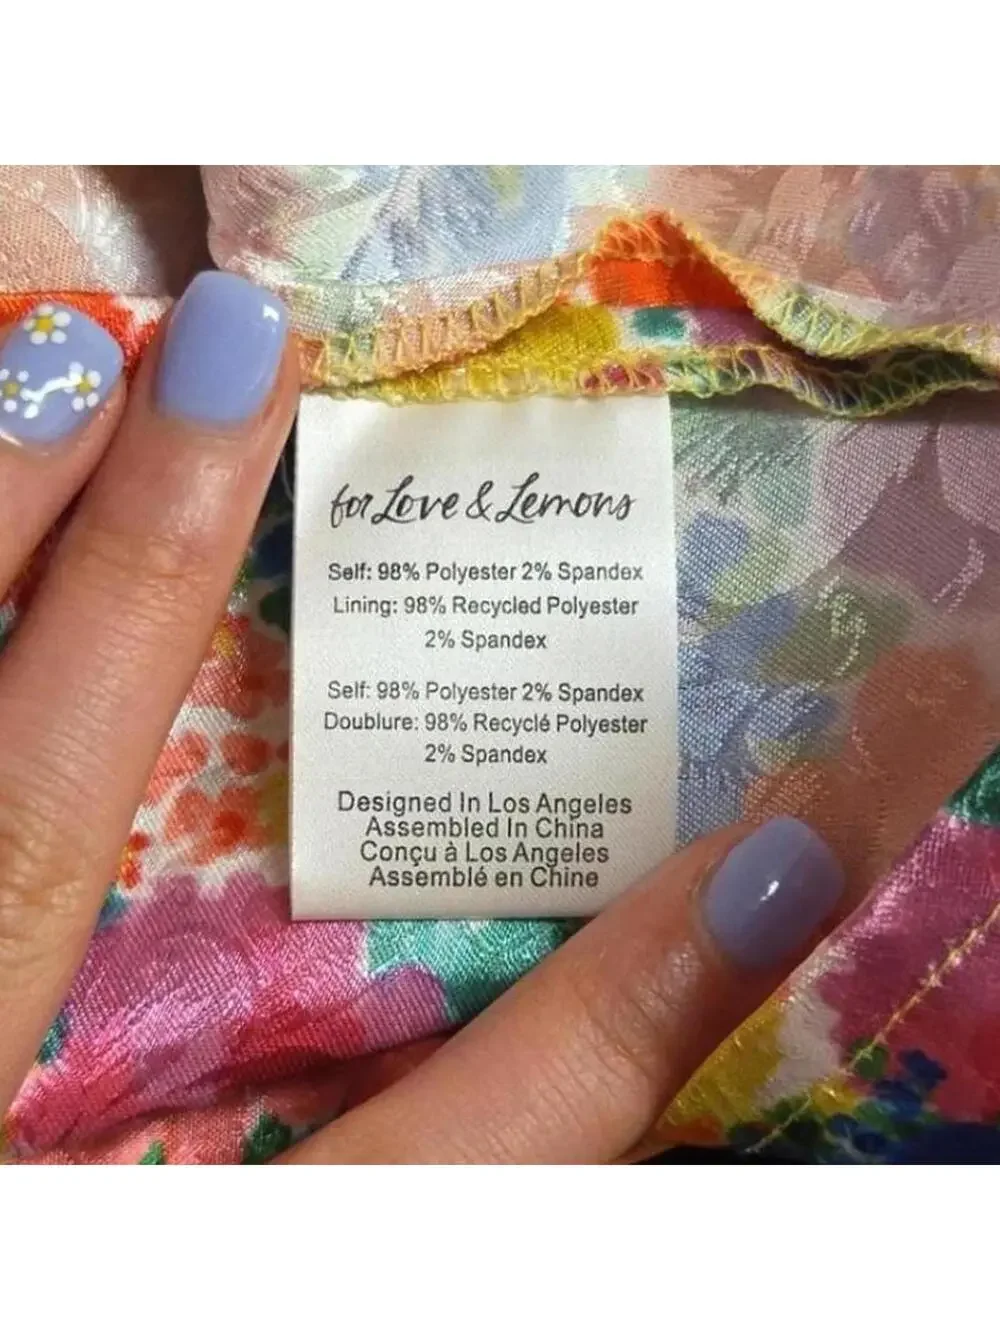 for Love & Lemons
Self: 98% Polyester 2% Spandex
Lining: 98% Recycled Polyester
2% Spandex
Self: 98% Polyester 2% Spandex
Doublure: 98% Recyclé Polyester
2% Spandex
Designed In Los Angeles
Assembled In China
Conçu à Los Angeles
Assemblé en Chine